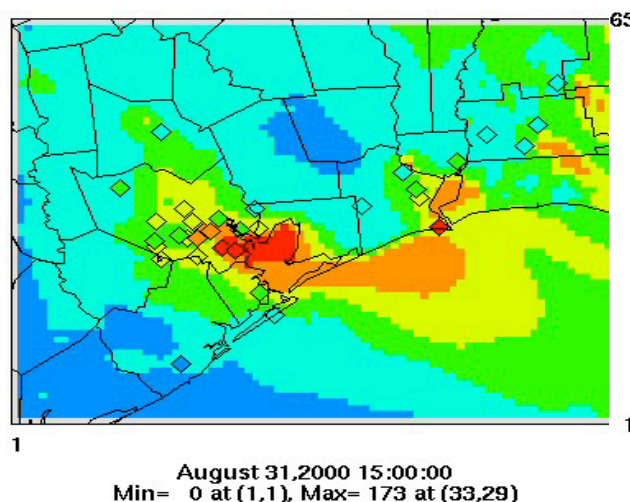 65
1
1
August 31,2000 15:00:00
Min= 0 at (1,1), Max= 173 at (33,29)